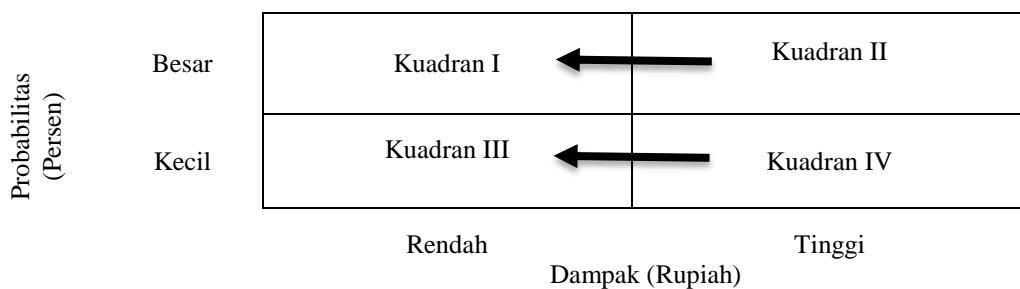 Probabilitas
(Persen)
Besar
Kuadran I
Kuadran II
Kecil
Kuadran III
Kuadran IV
Rendah
Tinggi
Dampak (Rupiah)